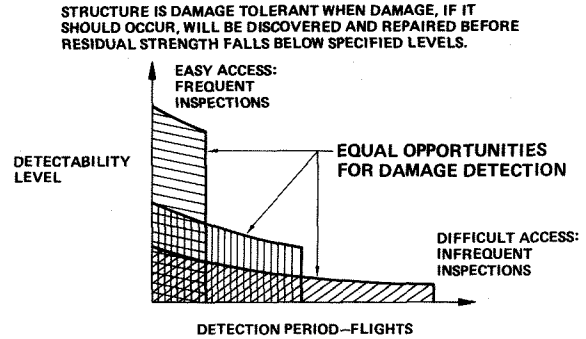 STRUCTURE IS DAMAGE TOLERANT WHEN DAMAGE, IF IT
SHOULD OCCUR, WILL BE DISCOVERED AND REPAIRED BEFORE
RESIDUAL STRENGTH FALLS BELOW SPECIFIED LEVELS.
EASY ACCESS:
FREQUENT
INSPECTIONS
DETECTABILITY
LEVEL
EQUAL OPPORTUNITIES
FOR DAMAGE DETECTION
DIFFICULT ACCESS:
INFREQUENT
INSPECTIONS
DETECTION PERIOD—FLIGHTS